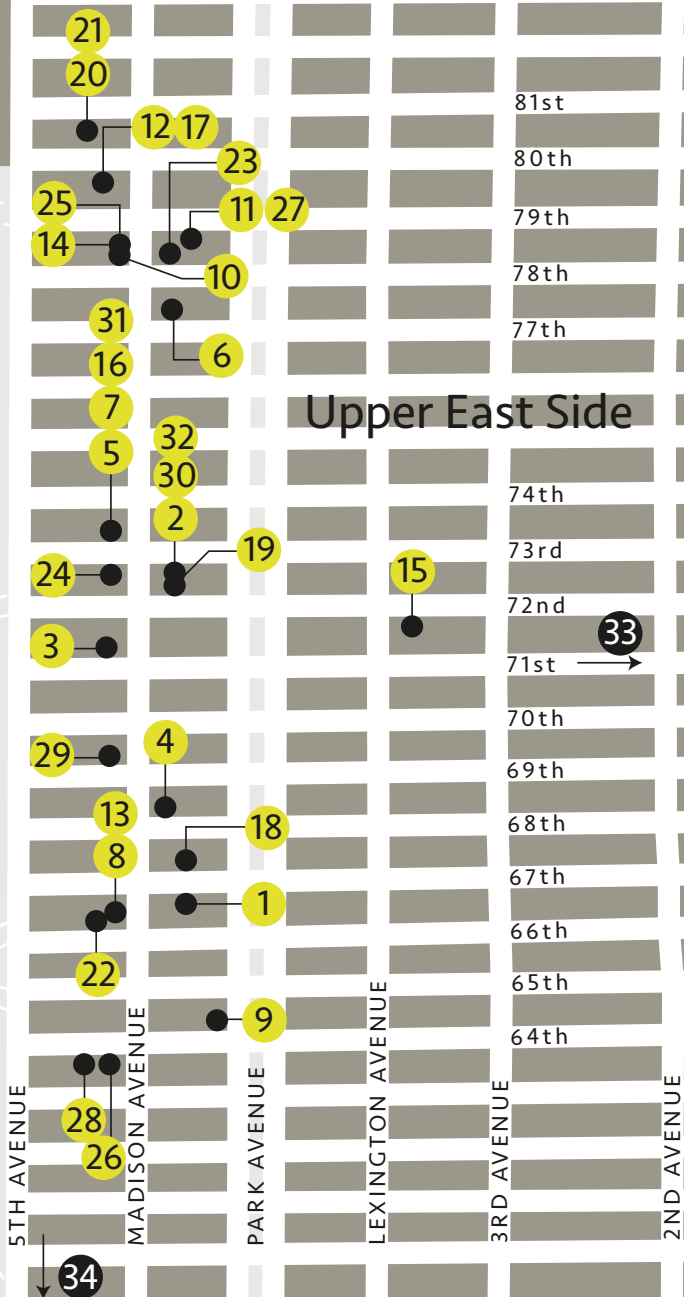 21
20
81st
12 17
80th
23
25
11 27
79th
14
10
78th
31
77th
6
16
7
Upper East Side
32
5
30
74th
2
19
73rd
24
15
72nd
33
3
71st
70th
4
29
69th
13
68th
18
8
67th
1
66th
22
65th
9
64th
28
26
5TH AVENUE
MADISON AVENUE
PARK AVENUE
LEXINGTON AVENUE
3RD AVENUE
2ND AVENUE
34